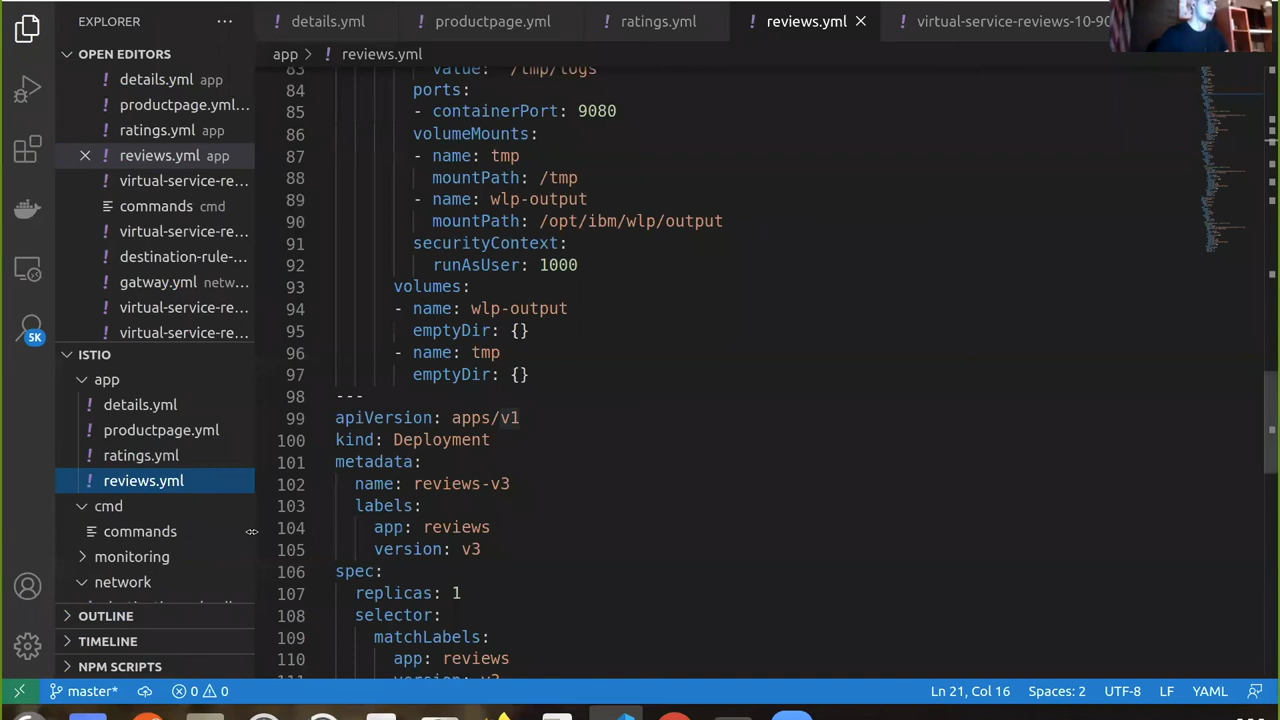 EXPLORER
···
details.yml
productpage.yml
ratings.yml
reviews.yml
virtual-service-reviews-10-90
OPEN EDITORS
details.yml app
productpage.yml...
ratings.yml app
reviews.yml app
virtual-service-re...
commands cmd
virtual-service-re...
destination-rule-...
gatway.yml netw...
virtual-service-re...
virtual-service-re...
5K
ISTIO
app
details.yml
productpage.yml
ratings.yml
reviews.yml
cmd
commands
monitoring
network
OUTLINE
TIMELINE
NPM SCRIPTS
app > reviews.yml
83 value: "/tmp/logs"
84 ports:
85 - containerPort: 9080
86 volumeMounts:
87 - name: tmp
88 mountPath: /tmp
89 - name: wlp-output
90 mountPath: /opt/ibm/wlp/output
91 securityContext:
92 runAsUser: 1000
93 volumes:
94 - name: wlp-output
95 emptyDir: {}
96 - name: tmp
97 emptyDir: {}
98 ---
99 apiVersion: apps/v1
100 kind: Deployment
101 metadata:
102 name: reviews-v3
103 labels:
104 app: reviews
105 version: v3
106 spec:
107 replicas: 1
108 selector:
109 matchLabels:
110 app: reviews
111 version: v3
master*
0 0
Ln 21, Col 16
Spaces: 2
UTF-8
LF
YAML